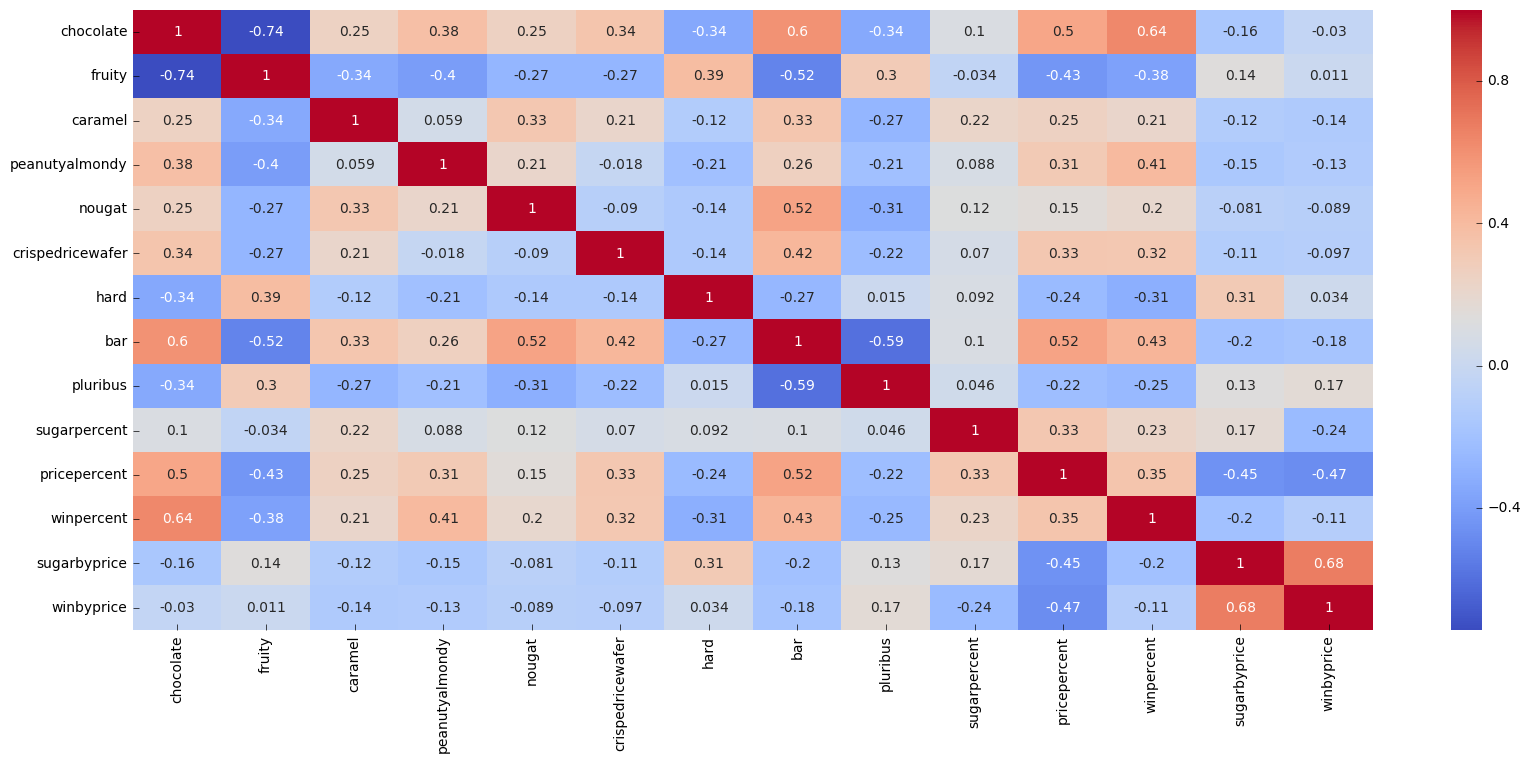 chocolate 1 -0.74 0.25 0.38 0.25 0.34 -0.34 0.6 -0.34 0.1 0.5 0.64 -0.16 -0.03
fruity -0.74 1 -0.34 -0.4 -0.27 -0.27 0.39 -0.52 0.3 -0.034 -0.43 -0.38 0.14 0.011
0.8
caramel 0.25 -0.34 1 0.059 0.33 0.21 -0.12 0.33 -0.27 0.22 0.25 0.21 -0.12 -0.14
peanutyalmondy 0.38 -0.4 0.059 1 0.21 -0.018 -0.21 0.26 -0.21 0.088 0.31 0.41 -0.15 -0.13
nougat 0.25 -0.27 0.33 0.21 1 -0.09 -0.14 0.52 -0.31 0.12 0.15 0.2 -0.081 -0.089
0.4
crispedricewafer 0.34 -0.27 0.21 -0.018 -0.09 1 -0.14 0.42 -0.22 0.07 0.33 0.32 -0.11 -0.097
hard -0.34 0.39 -0.12 -0.21 -0.14 -0.14 1 -0.27 0.015 0.092 -0.24 -0.31 0.31 0.034
bar 0.6 -0.52 0.33 0.26 0.52 0.42 -0.27 1 -0.59 0.1 0.52 0.43 -0.2 -0.18
0.0
pluribus -0.34 0.3 -0.27 -0.21 -0.31 -0.22 0.015 -0.59 1 0.046 -0.22 -0.25 0.13 0.17
sugarpercent 0.1 -0.034 0.22 0.088 0.12 0.07 0.092 0.1 0.046 1 0.33 0.23 0.17 -0.24
pricepercent 0.5 -0.43 0.25 0.31 0.15 0.33 -0.24 0.52 -0.22 0.33 1 0.35 -0.45 -0.47
−0.4
winpercent 0.64 -0.38 0.21 0.41 0.2 0.32 -0.31 0.43 -0.25 0.23 0.35 1 -0.2 -0.11
sugarbyprice -0.16 0.14 -0.12 -0.15 -0.081 -0.11 0.31 -0.2 0.13 0.17 -0.45 -0.2 1 0.68
winbyprice -0.03 0.011 -0.14 -0.13 -0.089 -0.097 0.034 -0.18 0.17 -0.24 -0.47 -0.11 0.68 1
chocolate
fruity
caramel
peanutyalmondy
nougat
crispedricewafer
hard
bar
pluribus
sugarpercent
pricepercent
winpercent
sugarbyprice
winbyprice